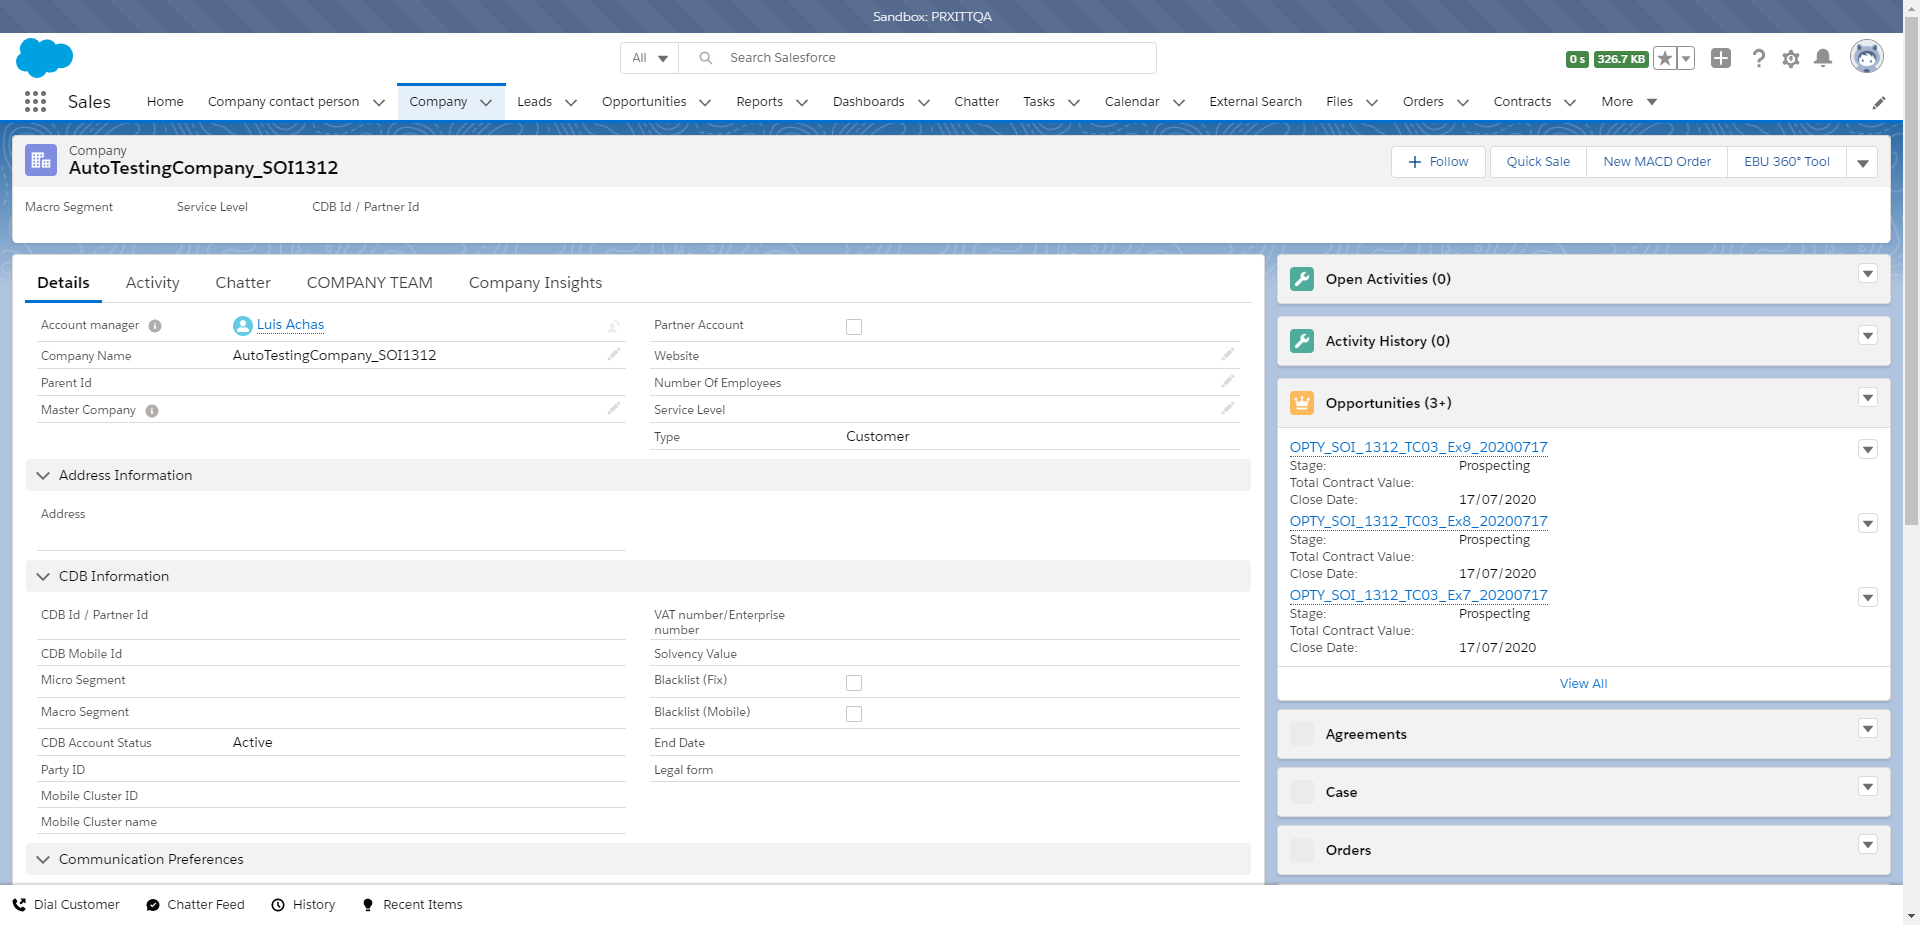 Sandbox: PRXITTQA
All
Search Salesforce
0 s
326.7 KB
Sales
Home
Company contact person
Company
Leads
Opportunities
Reports
Dashboards
Chatter
Tasks
Calendar
External Search
Files
Orders
Contracts
More
Company
AutoTestingCompany_SOI1312
Follow
Quick Sale
New MACD Order
EBU 360° Tool
Macro Segment
Service Level
CDB Id / Partner Id
Details
Activity
Chatter
COMPANY TEAM
Company Insights
Account manager
Luis Achas
Company Name
AutoTestingCompany_SOI1312
Parent Id
Master Company
Partner Account
Website
Number Of Employees
Service Level
Type
Customer
Address Information
Address
CDB Information
CDB Id / Partner Id
CDB Mobile Id
Micro Segment
Macro Segment
CDB Account Status
Active
Party ID
Mobile Cluster ID
Mobile Cluster name
VAT number/Enterprise
number
Solvency Value
Blacklist (Fix)
Blacklist (Mobile)
End Date
Legal form
Communication Preferences
Open Activities (0)
Activity History (0)
Opportunities (3+)
OPTY_SOI_1312_TC03_Ex9_20200717
Stage:
Prospecting
Total Contract Value:
Close Date:
17/07/2020
OPTY_SOI_1312_TC03_Ex8_20200717
Stage:
Prospecting
Total Contract Value:
Close Date:
17/07/2020
OPTY_SOI_1312_TC03_Ex7_20200717
Stage:
Prospecting
Total Contract Value:
Close Date:
17/07/2020
View All
Agreements
Case
Orders
Dial Customer
Chatter Feed
History
Recent Items